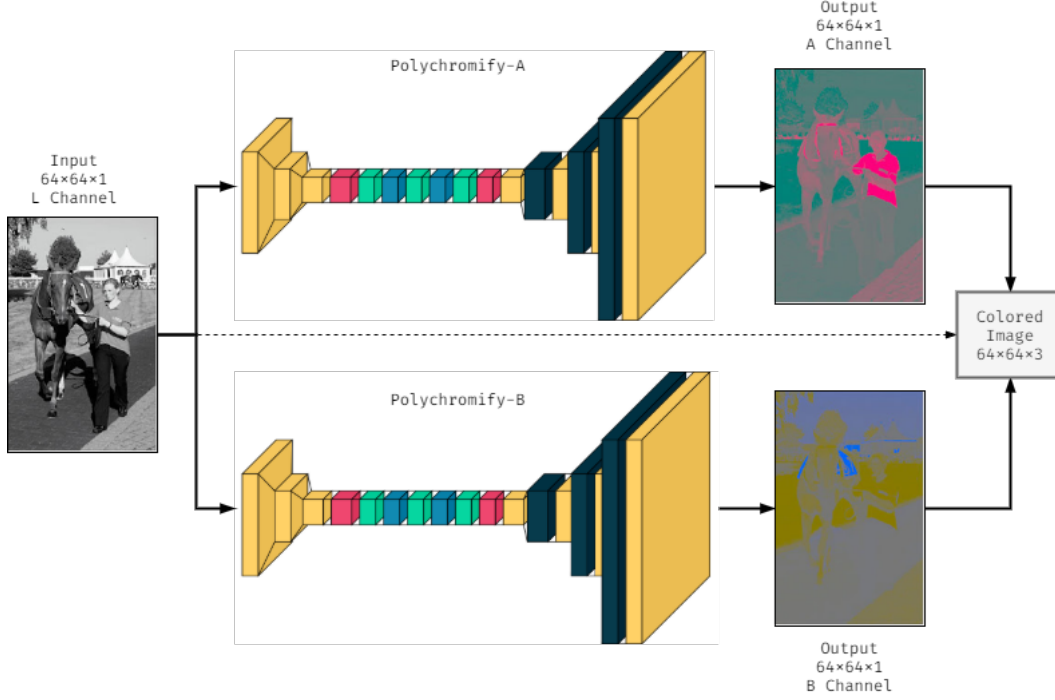 Input
64×64×1
L Channel
Polychromify-A
Output
64×64×1
A Channel
Colored
Image
64×64×3
Polychromify-B
Output
64×64×1
B Channel